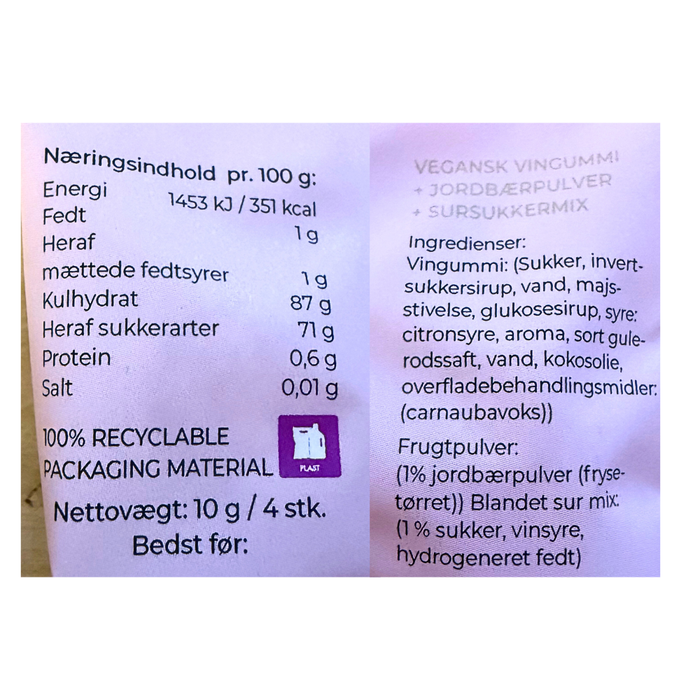 Næringsindhold pr. 100 g:
Energi 1453 kJ / 351 kcal
Fedt 1 g
Heraf
mættede fedtsyrer 1 g
Kulhydrat 87 g
Heraf sukkerarter 71 g
Protein 0,6 g
Salt 0,01 g
100% RECYCLABLE
PACKAGING MATERIAL
PLAST
Nettovægt: 10 g / 4 stk.
Bedst før:
VEGANSK VINGUMMI
+ JORDBÆRPULVER
+ SURSUKKERMIX
Ingredienser:
Vingummi: (Sukker, invert-
sukkersirup, vand, majs-
stivelse, glukosesirup, syre:
citronsyre, aroma, sort gule-
rodssaft, vand, kokosolie,
overfladebehandlingsmidler:
(carnaubavoks))
Frugtpulver:
(1% jordbærpulver (fryse-
tørret)) Blandet sur mix:
(1 % sukker, vinsyre,
hydrogeneret fedt)